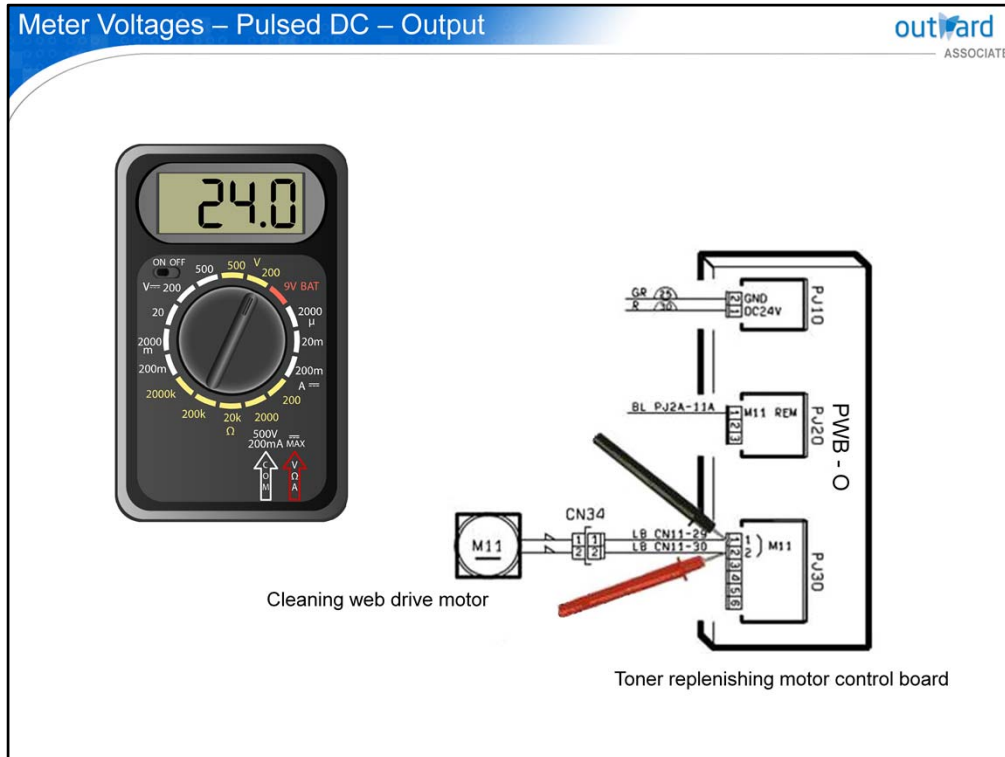 Meter Voltages – Pulsed DC – Output
outward
ASSOCIATE
24.0
ON OFF
500
500
V
200
9V BAT
V⎓ 200
2000
µ
20
20m
2000
m
200m
200m
A ⎓
2000k
200
200k
20k
2000
Ω
500V
200mA
⎓
MAX
COM
VΩA
GR 25
R 30
2 GND
1 DC24V
PJ10
BL PJ2A-11A
1 M11 REM
2
3
PJ20
PWB - O
CN34
M11
1 1
2 2
LB CN11-29
LB CN11-30
1 1
2 2 ) M11
3
4
5
6
PJ30
Cleaning web drive motor
Toner replenishing motor control board